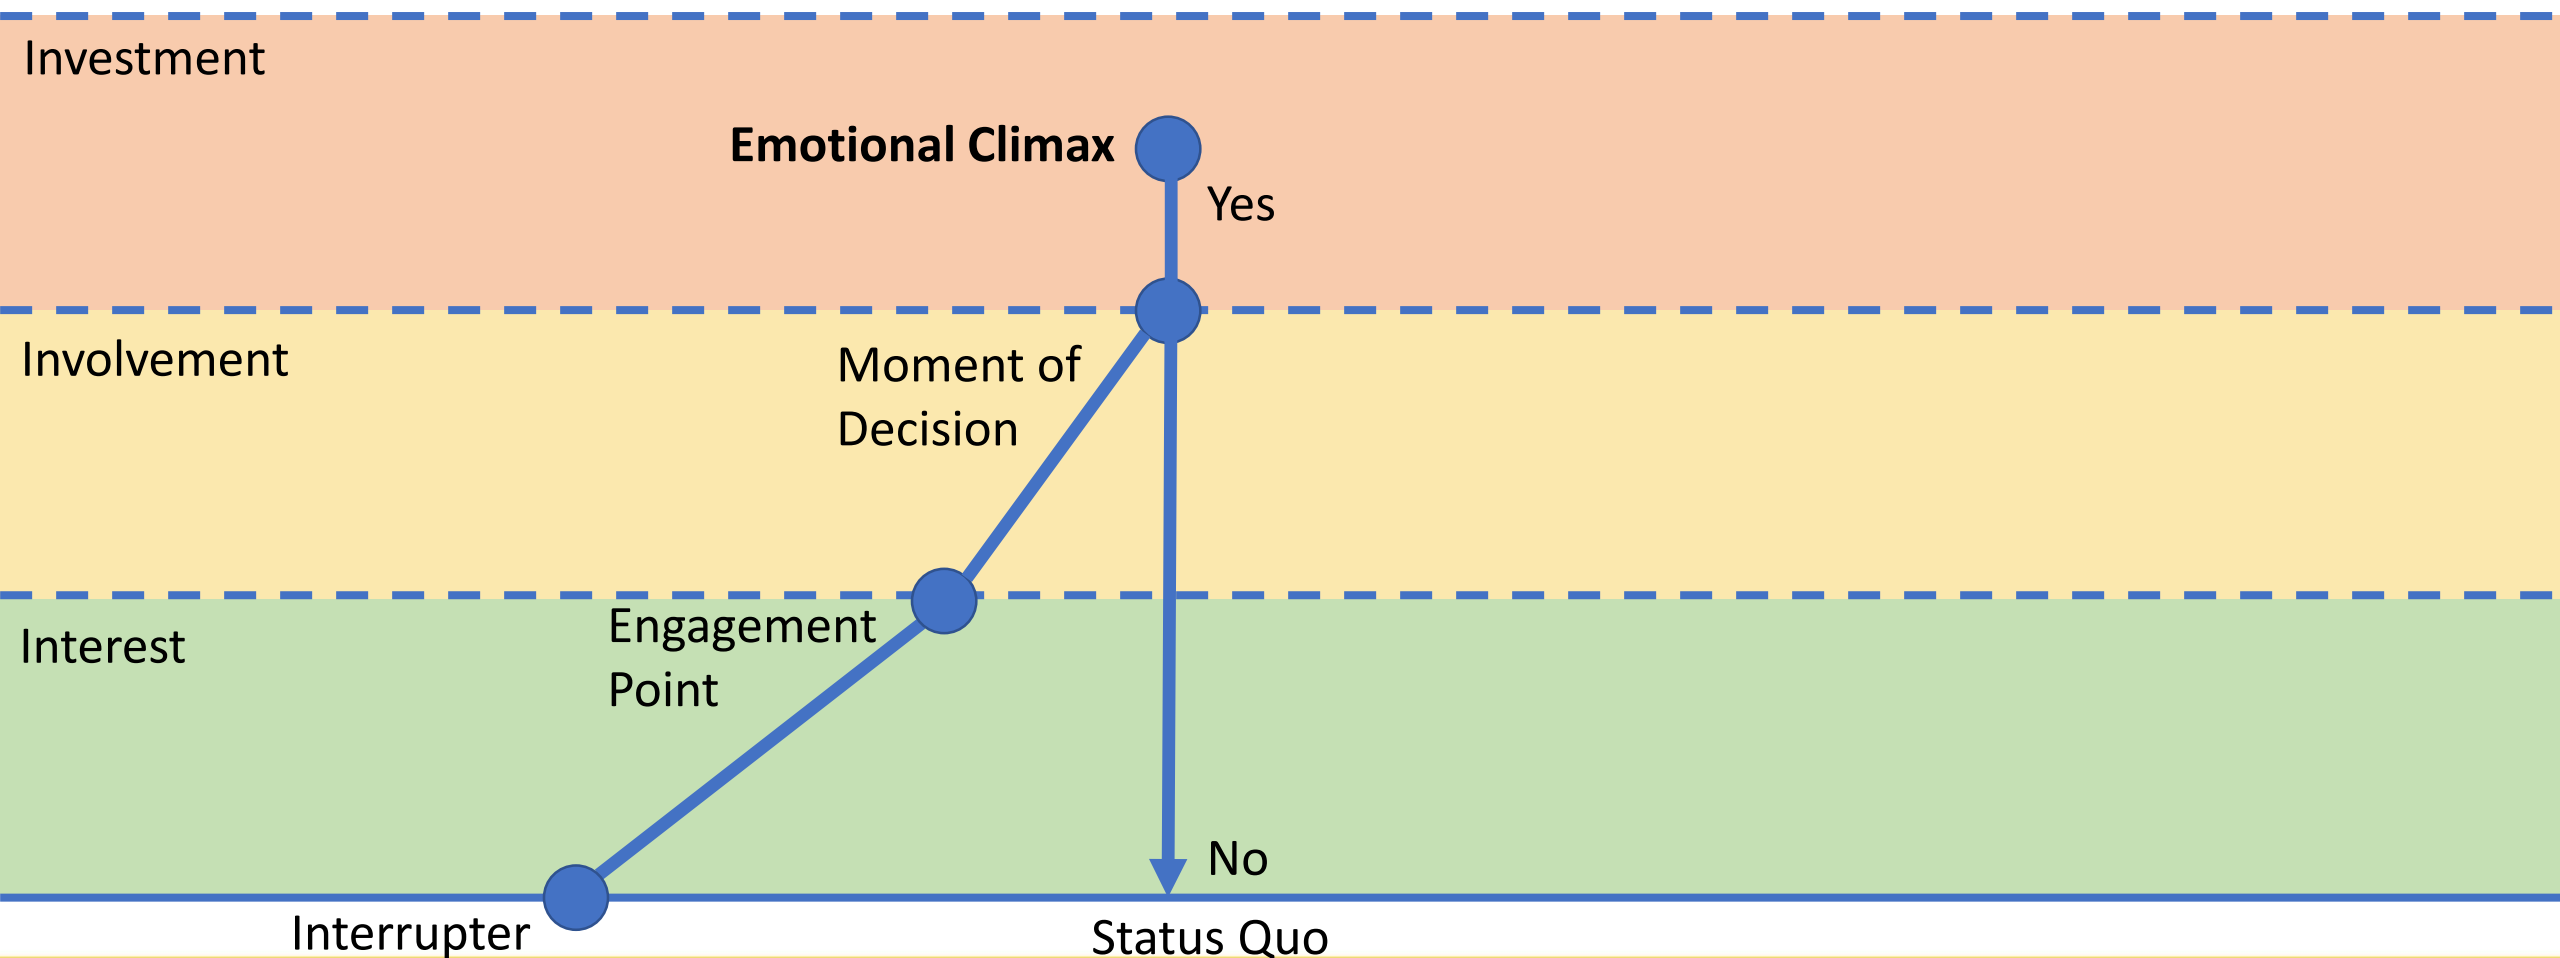 Investment
Emotional Climax
Yes
Involvement
Moment of
Decision
Engagement
Point
Interest
No
Interrupter
Status Quo